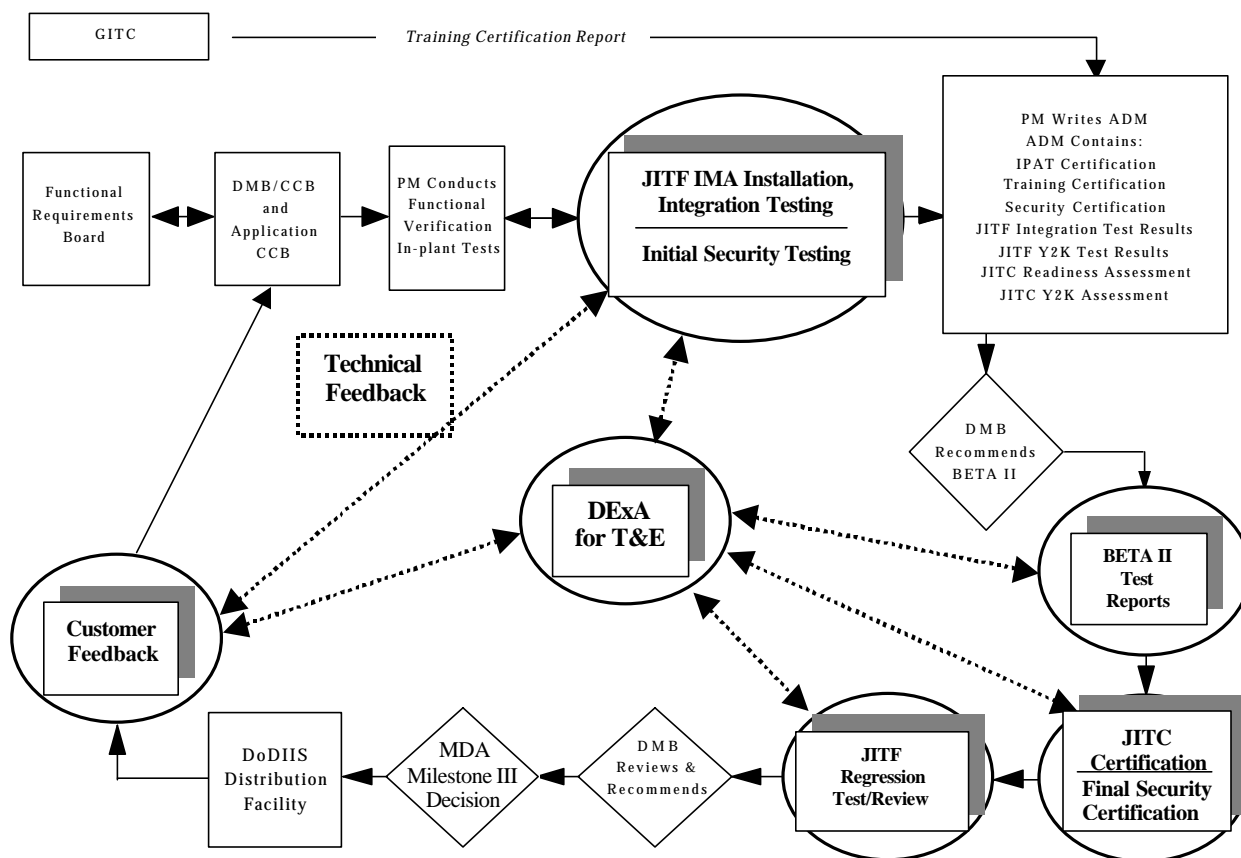 GITC
Training Certification Report
PM Writes ADM
ADM Contains:
IPAT Certification
Training Certification
Security Certification
JITF Integration Test Results
JITF Y2K Test Results
JITC Readiness Assessment
JITC Y2K Assessment
Functional
Requirements
Board
DMB/CCB
and
Application
CCB
PM Conducts
Functional
Verification
In-plant Tests
JITF IMA Installation,
Integration Testing
Initial Security Testing
Technical
Feedback
DMB
Recommends
BETA II
DExA
for T&E
BETA II
Test
Reports
Customer
Feedback
DoDIIS
Distribution
Facility
MDA
Milestone III
Decision
DMB
Reviews &
Recommends
JITF
Regression
Test/Review
JITC
Certification
Final Security
Certification